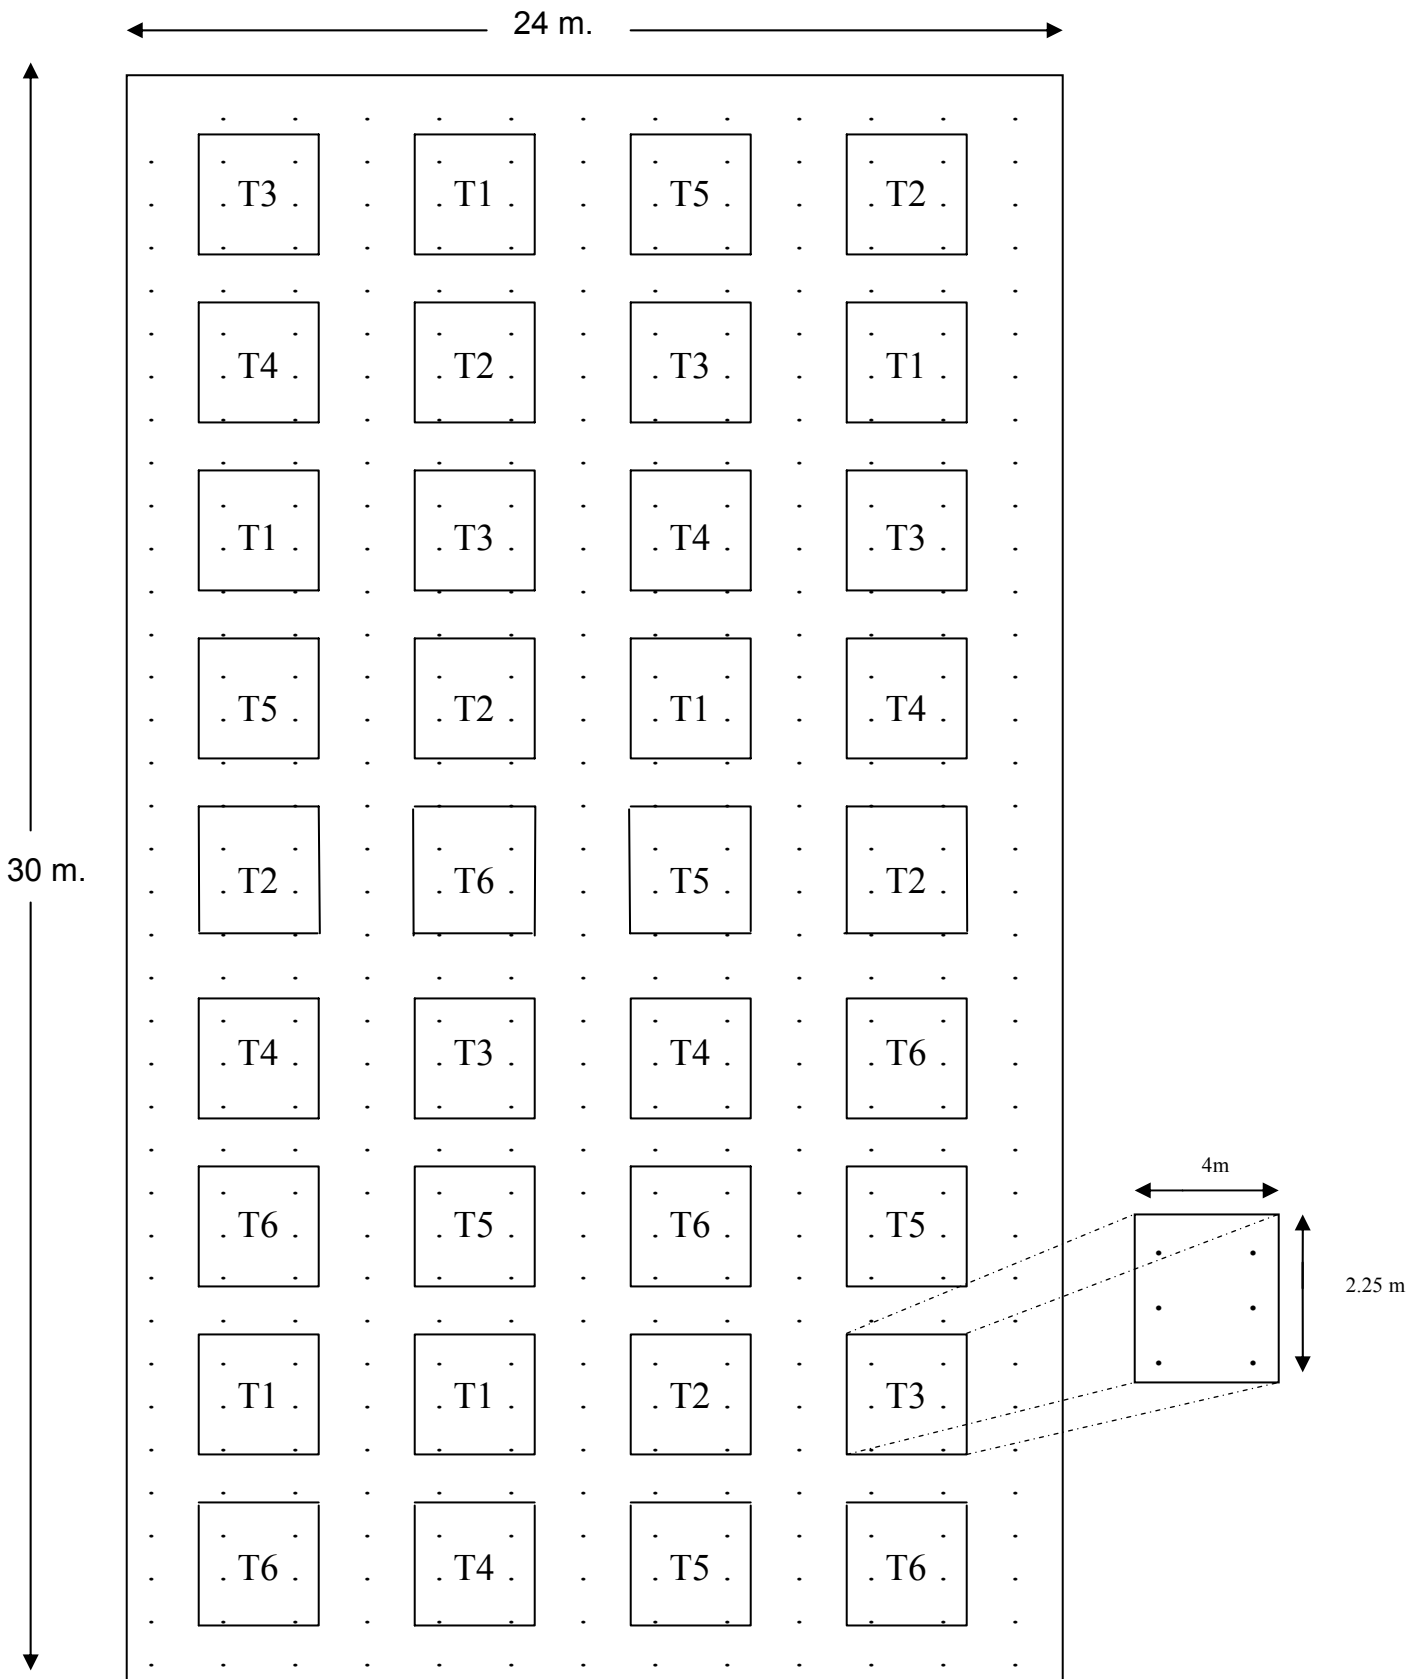 24 m.
T3 T1 T5 T2
T4 T2 T3 T1
T1 T3 T4 T3
T5 T2 T1 T4
30 m.
T2 T6 T5 T2
T4 T3 T4 T6
4m
T6 T5 T6 T5
2.25 m
T1 T1 T2 T3
T6 T4 T5 T6